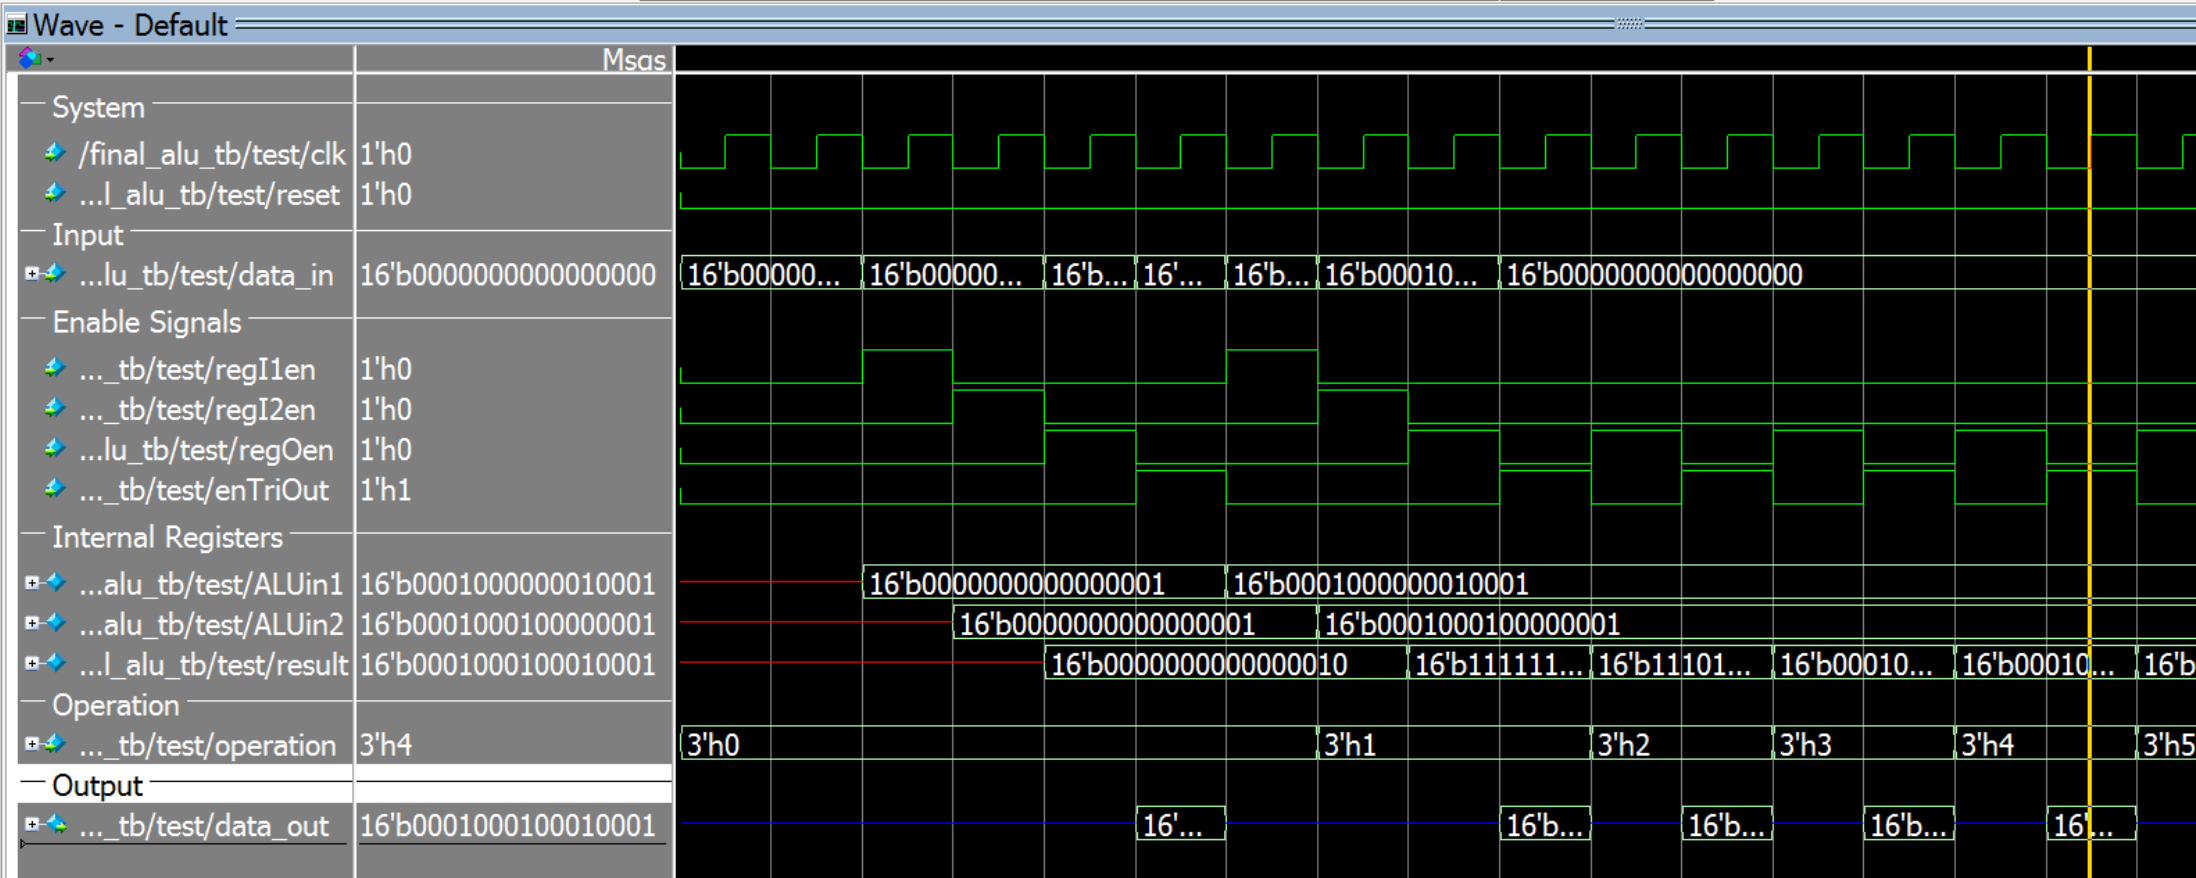 Wave - Default
Msgs
System
/final_alu_tb/test/clk 1'h0
...l_alu_tb/test/reset 1'h0
Input
...lu_tb/test/data_in 16'b0000000000000000 16'b00000... 16'b00000... 16'b... 16'... 16'b... 16'b00010... 16'b0000000000000000
Enable Signals
..._tb/test/regI1en 1'h0
..._tb/test/regI2en 1'h0
...lu_tb/test/regOen 1'h0
..._tb/test/enTriOut 1'h1
Internal Registers
...alu_tb/test/ALUin1 16'b0001000000010001 16'b0000000000000001 16'b0001000000010001
...alu_tb/test/ALUin2 16'b0001000100000001 16'b0000000000000001 16'b0001000100000001
...l_alu_tb/test/result 16'b0001000100010001 16'b0000000000000010 16'b111111... 16'b11101... 16'b00010... 16'b00010... 16'b
Operation
..._tb/test/operation 3'h4 3'h0 3'h1 3'h2 3'h3 3'h4 3'h5
Output
..._tb/test/data_out 16'b0001000100010001 16'... 16'b... 16'b... 16'b... 16'...